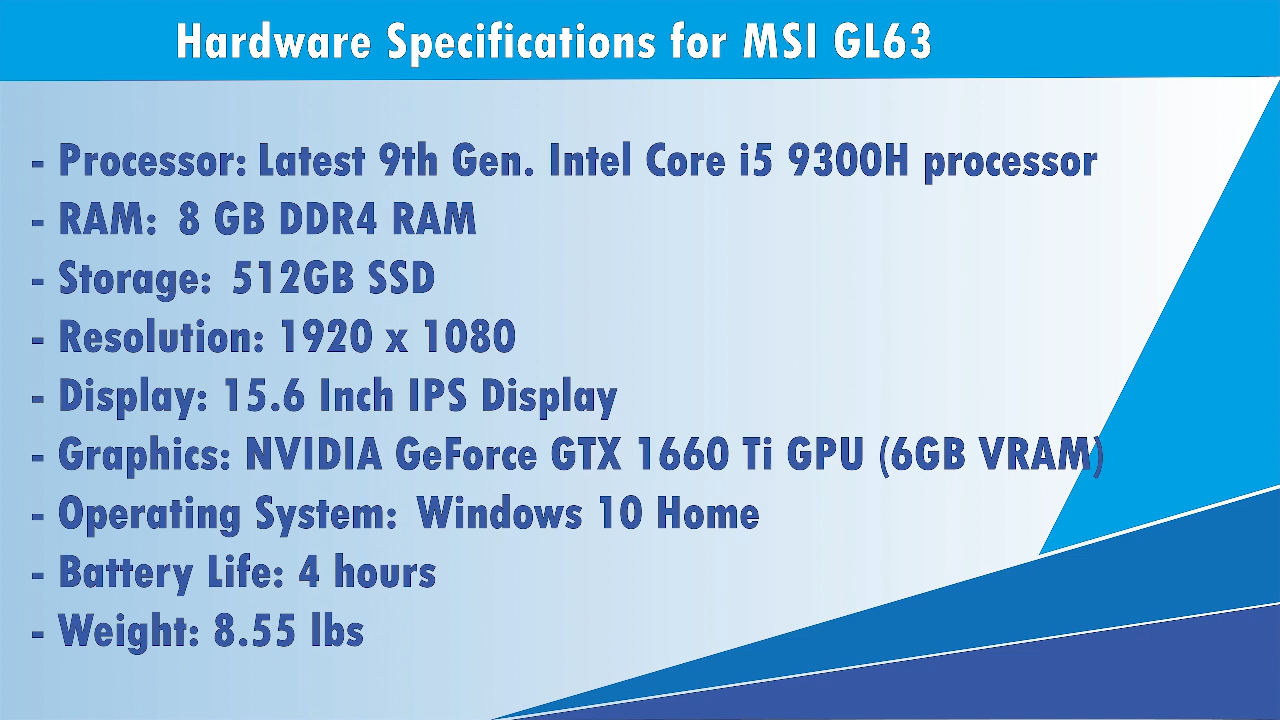 Hardware Specifications for MSI GL63
- Processor: Latest 9th Gen. Intel Core i5 9300H processor
- RAM: 8 GB DDR4 RAM
- Storage: 512GB SSD
- Resolution: 1920 x 1080
- Display: 15.6 Inch IPS Display
- Graphics: NVIDIA GeForce GTX 1660 Ti GPU (6GB VRAM)
- Operating System: Windows 10 Home
- Battery Life: 4 hours
- Weight: 8.55 lbs